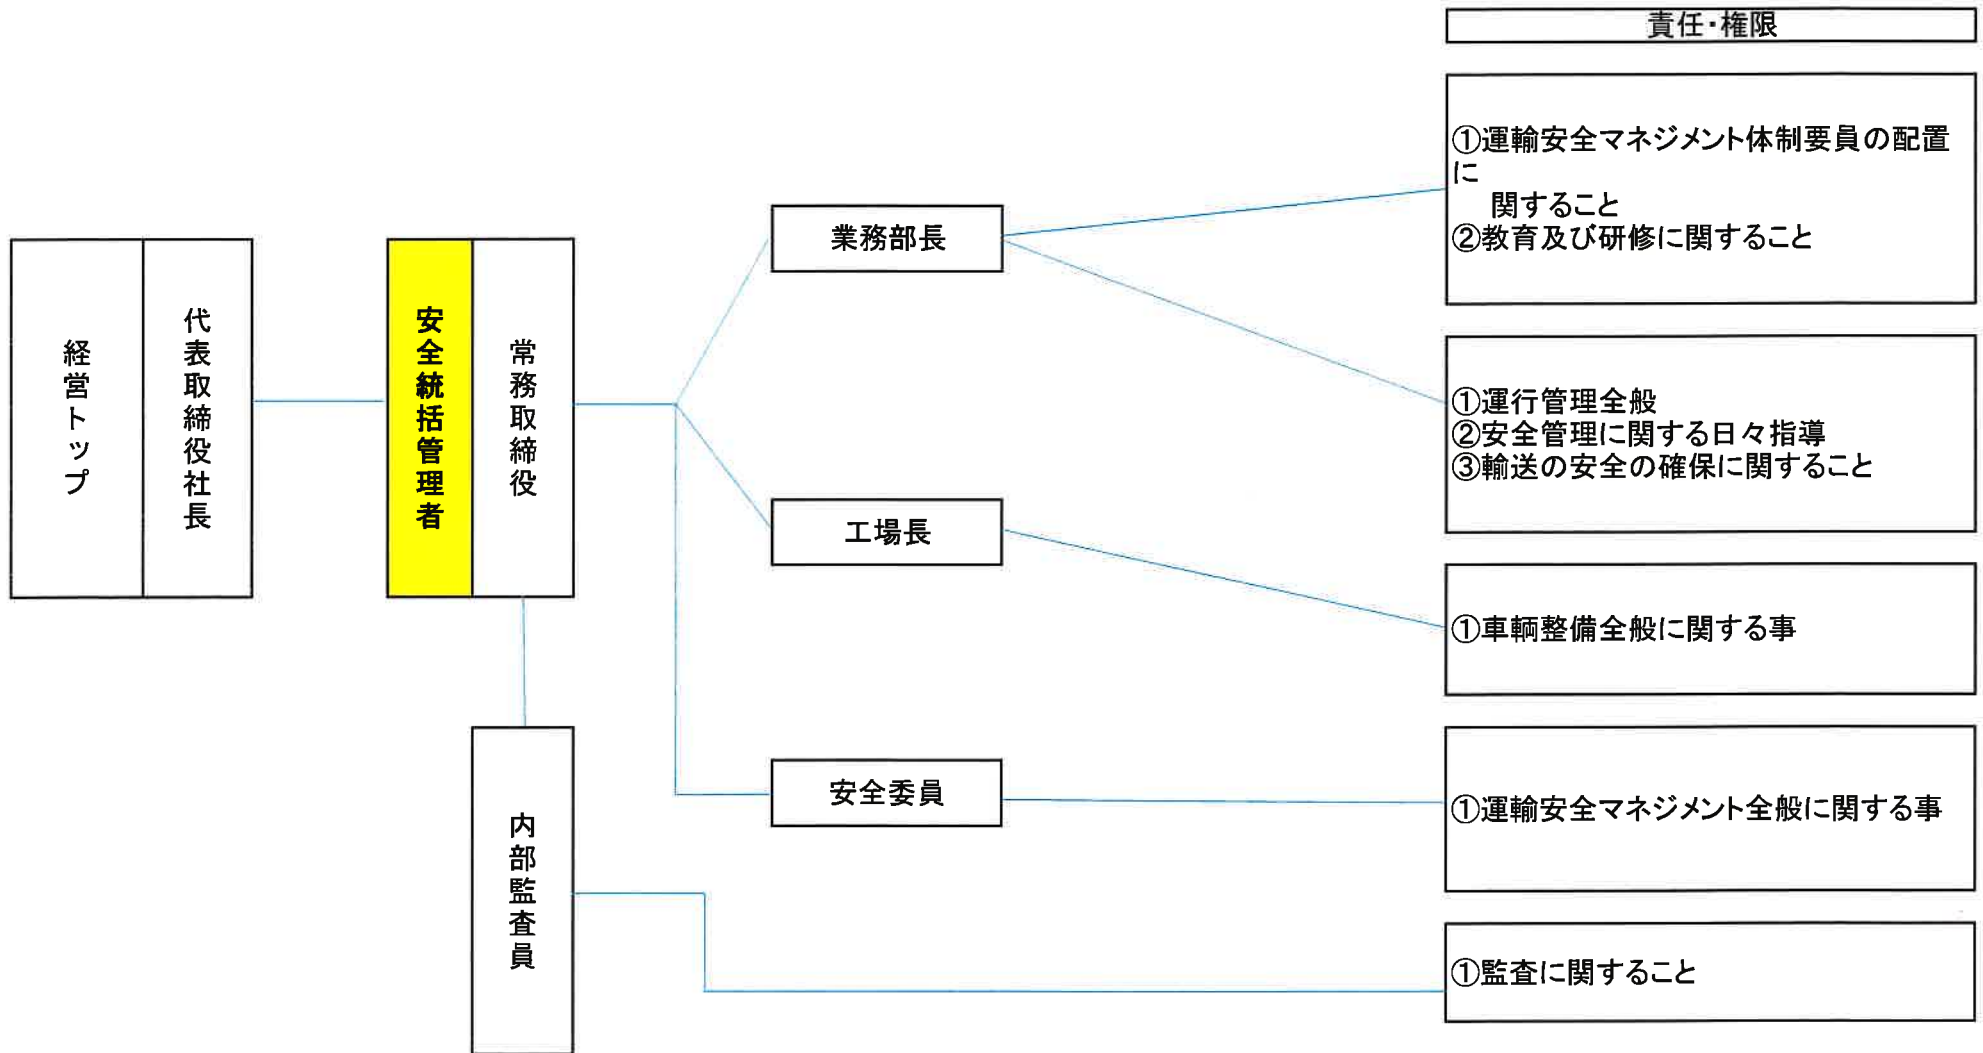 責任・権限
経営トップ
代表取締役社長
安全統括管理者
常務取締役
業務部長
①運輸安全マネジメント体制要員の配置
に
関すること
②教育及び研修に関すること
①運行管理全般
②安全管理に関する日々指導
③輸送の安全の確保に関すること
工場長
①車輌整備全般に関する事
安全委員
①運輸安全マネジメント全般に関する事
内部監査員
①監査に関すること